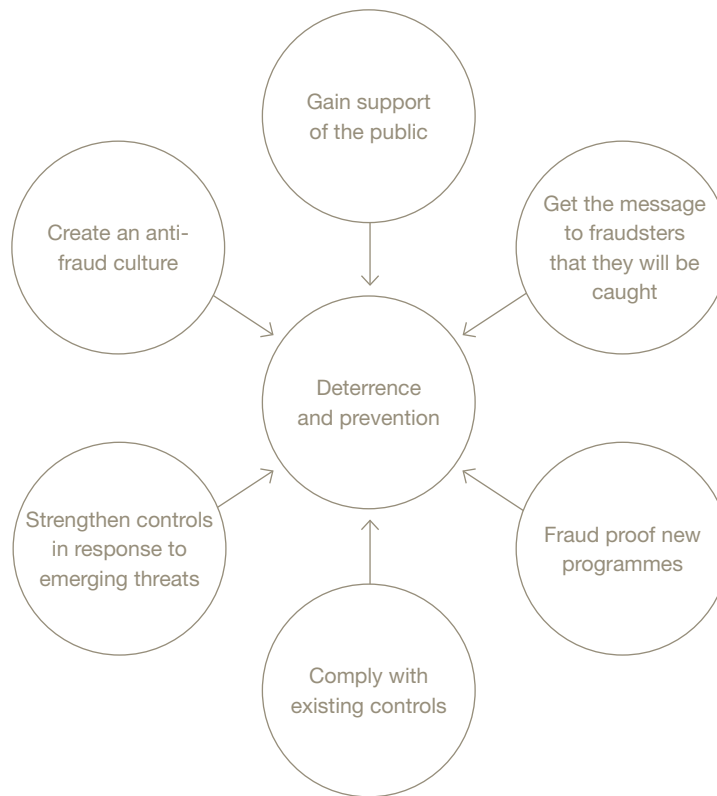 Gain support
of the public
Create an anti-
fraud culture
Get the message
to fraudsters
that they will be
caught
Deterrence
and prevention
Strengthen controls
in response to
emerging threats
Fraud proof new
programmes
Comply with
existing controls